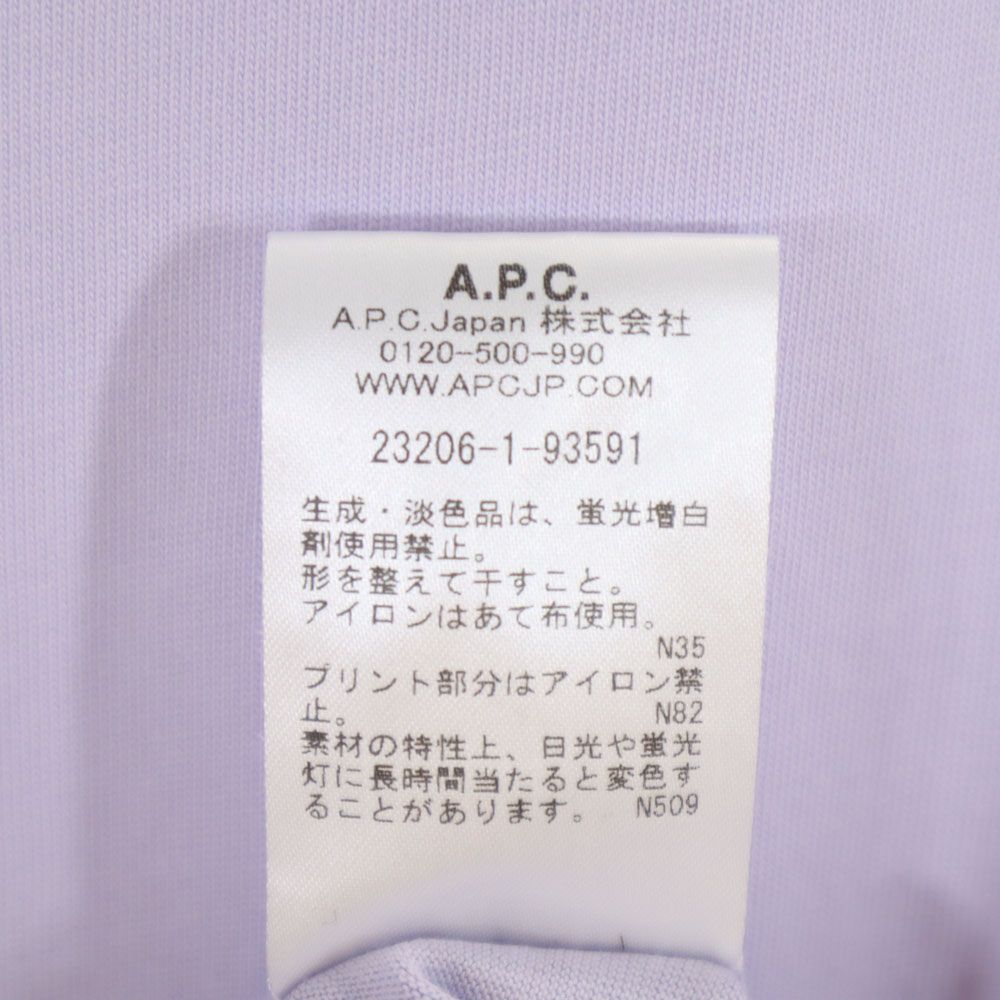 A.P.C.
A.P.C.Japan 株式会社
0120-500-990
WWW.APCJP.COM
23206-1-93591
生成・淡色品は、蛍光増白
剤使用禁止。
形を整えて干すこと。
アイロンはあて布使用。
N35
プリント部分はアイロン禁
止。 N82
素材の特性上、日光や蛍光
灯に長時間当たると変色す
ることがあります。 N509